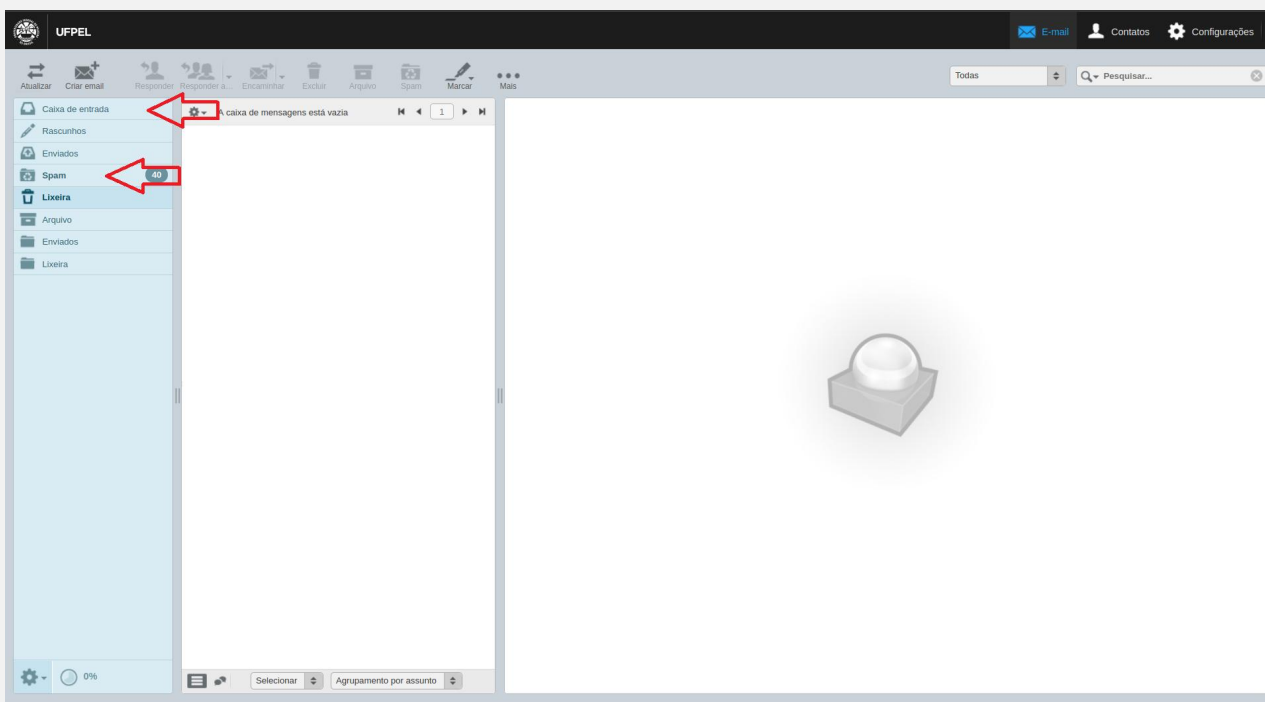 UFPEL
E-mail
Contatos
Configurações
Atualizar
Criar email
Responder
Responder a...
Encaminhar
Excluir
Arquivo
Spam
Marcar
Mais
Todas
Pesquisar...
Caixa de entrada
Rascunhos
Enviados
Spam 40
Lixeira
Arquivo
Enviados
Lixeira
A caixa de mensagens está vazia
1
0%
Selecionar
Agrupamento por assunto